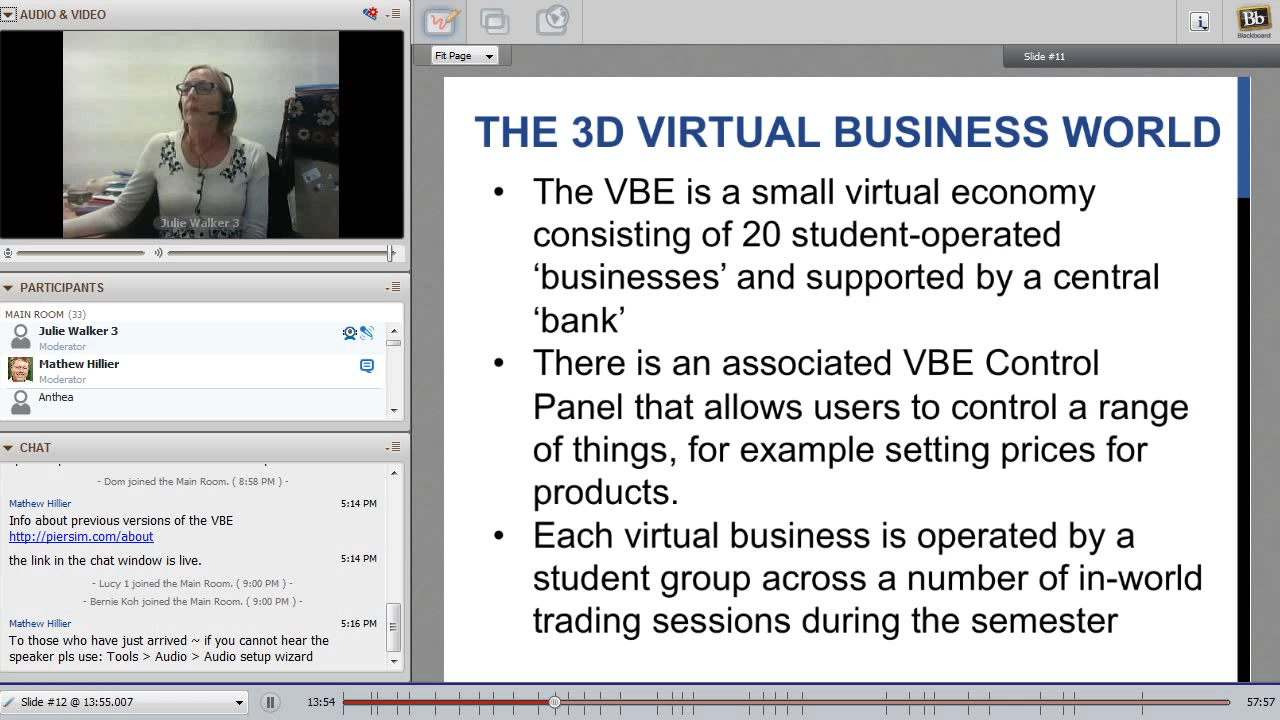 AUDIO & VIDEO
Julie Walker 3
PARTICIPANTS
MAIN ROOM (33)
Julie Walker 3
Moderator
Mathew Hillier
Moderator
Anthea
CHAT
- Dom joined the Main Room. ( 8:58 PM ) -
Mathew Hillier 5:14 PM
Info about previous versions of the VBE
http://piersim.com/about
the link in the chat window is live. 5:14 PM
- Lucy 1 joined the Main Room. ( 9:00 PM ) -
- Bernie Koh joined the Main Room. ( 9:00 PM ) -
Mathew Hillier 5:16 PM
To those who have just arrived ~ if you cannot hear the
speaker pls use: Tools > Audio > Audio setup wizard
Bb
Blackboard
Fit Page
Slide #11
THE 3D VIRTUAL BUSINESS WORLD
• The VBE is a small virtual economy
consisting of 20 student-operated
‘businesses’ and supported by a central
‘bank’
• There is an associated VBE Control
Panel that allows users to control a range
of things, for example setting prices for
products.
• Each virtual business is operated by a
student group across a number of in-world
trading sessions during the semester
Slide #12 @ 13:55.007
13:54
57:57